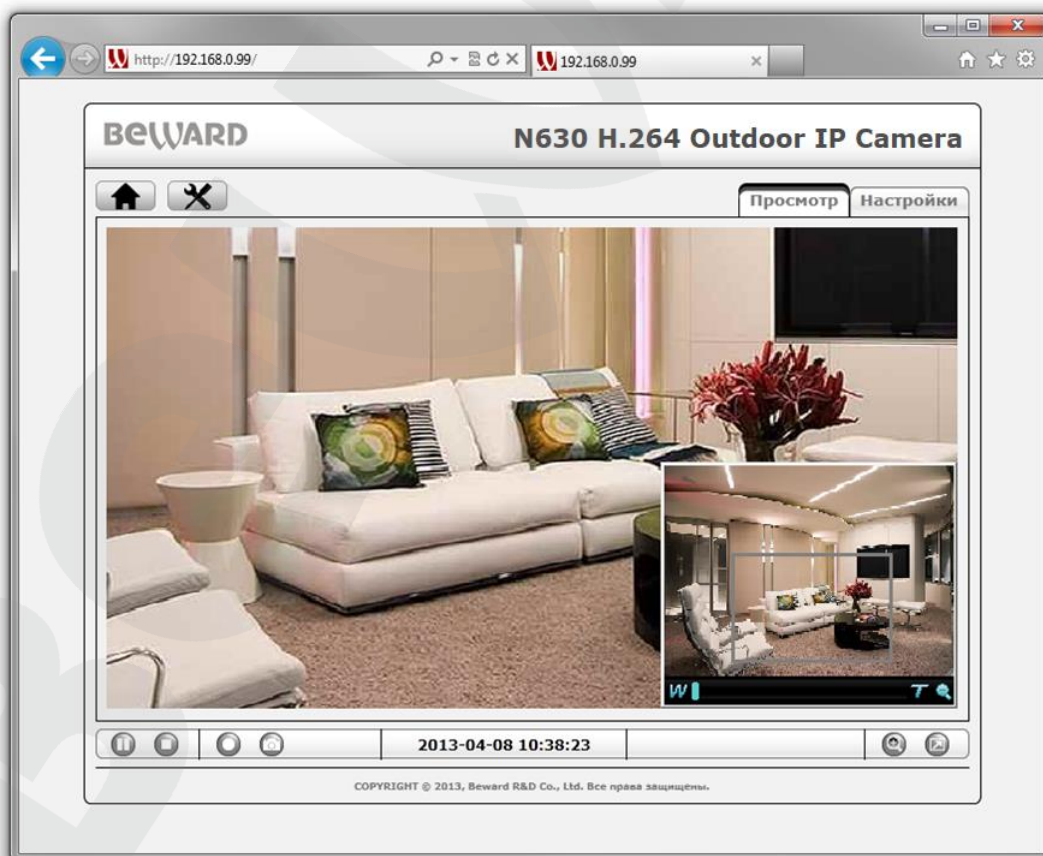 http://192.168.0.99/
192.168.0.99
BEWARD
N630 H.264 Outdoor IP Camera
Просмотр
Настройки
W T
2013-04-08 10:38:23
COPYRIGHT © 2013, Beward R&D Co., Ltd. Все права защищены.